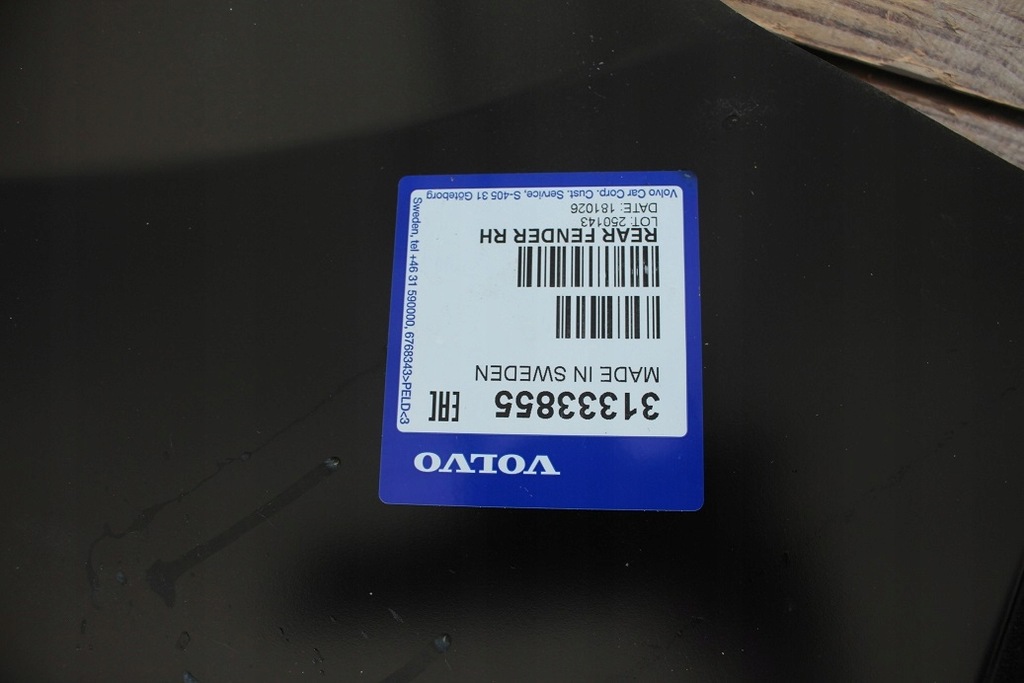 VOLVO
31333855 EAC
MADE IN SWEDEN
REAR FENDER RH
LOT: 250143
DATE: 181026
Volvo Car Corp. Cust. Service, S-405 31 Göteborg
Sweden, tel +46 31 590000, 6768343>PELD<3